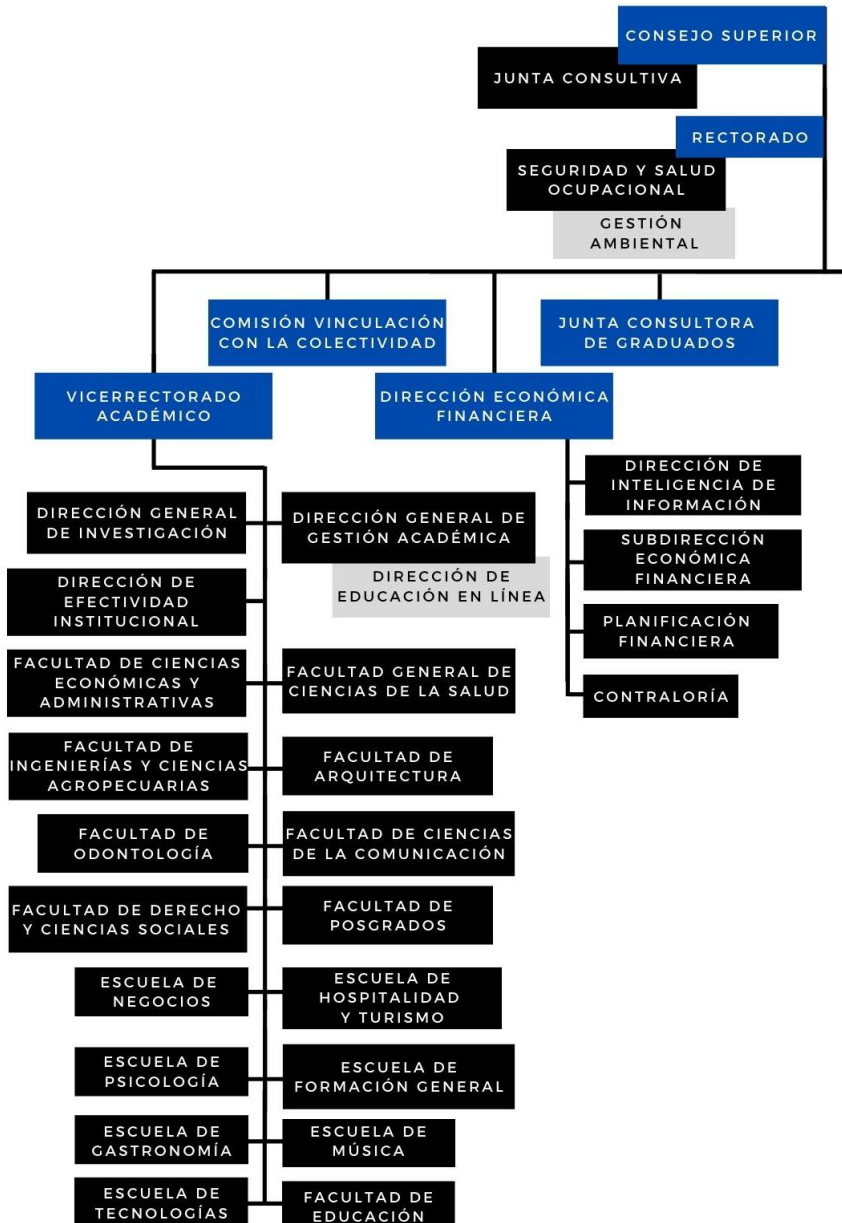 CONSEJO SUPERIOR
JUNTA CONSULTIVA
RECTORADO
SEGURIDAD Y SALUD
OCUPACIONAL
GESTIÓN
AMBIENTAL
COMISIÓN VINCULACIÓN
CON LA COLECTIVIDAD
JUNTA CONSULTORA
DE GRADUADOS
VICERRECTORADO
ACADÉMICO
DIRECCIÓN ECONÓMICA
FINANCIERA
DIRECCIÓN DE
INTELIGENCIA DE
INFORMACIÓN
SUBDIRECCIÓN
ECONÓMICA
FINANCIERA
PLANIFICACIÓN
FINANCIERA
CONTRALORÍA
DIRECCIÓN GENERAL
DE INVESTIGACIÓN
DIRECCIÓN GENERAL DE
GESTIÓN ACADÉMICA
DIRECCIÓN DE
EDUCACIÓN EN LÍNEA
DIRECCIÓN DE
EFECTIVIDAD
INSTITUCIONAL
FACULTAD DE CIENCIAS
ECONÓMICAS Y
ADMINISTRATIVAS
FACULTAD GENERAL DE
CIENCIAS DE LA SALUD
FACULTAD DE
INGENIERÍAS Y CIENCIAS
AGROPECUARIAS
FACULTAD DE
ARQUITECTURA
FACULTAD DE
ODONTOLOGÍA
FACULTAD DE CIENCIAS
DE LA COMUNICACIÓN
FACULTAD DE DERECHO
Y CIENCIAS SOCIALES
FACULTAD DE
POSGRADOS
ESCUELA DE
NEGOCIOS
ESCUELA DE
HOSPITALIDAD
Y TURISMO
ESCUELA DE
PSICOLOGÍA
ESCUELA DE
FORMACIÓN GENERAL
ESCUELA DE
GASTRONOMÍA
ESCUELA DE
MÚSICA
ESCUELA DE
TECNOLOGÍAS
FACULTAD DE
EDUCACIÓN